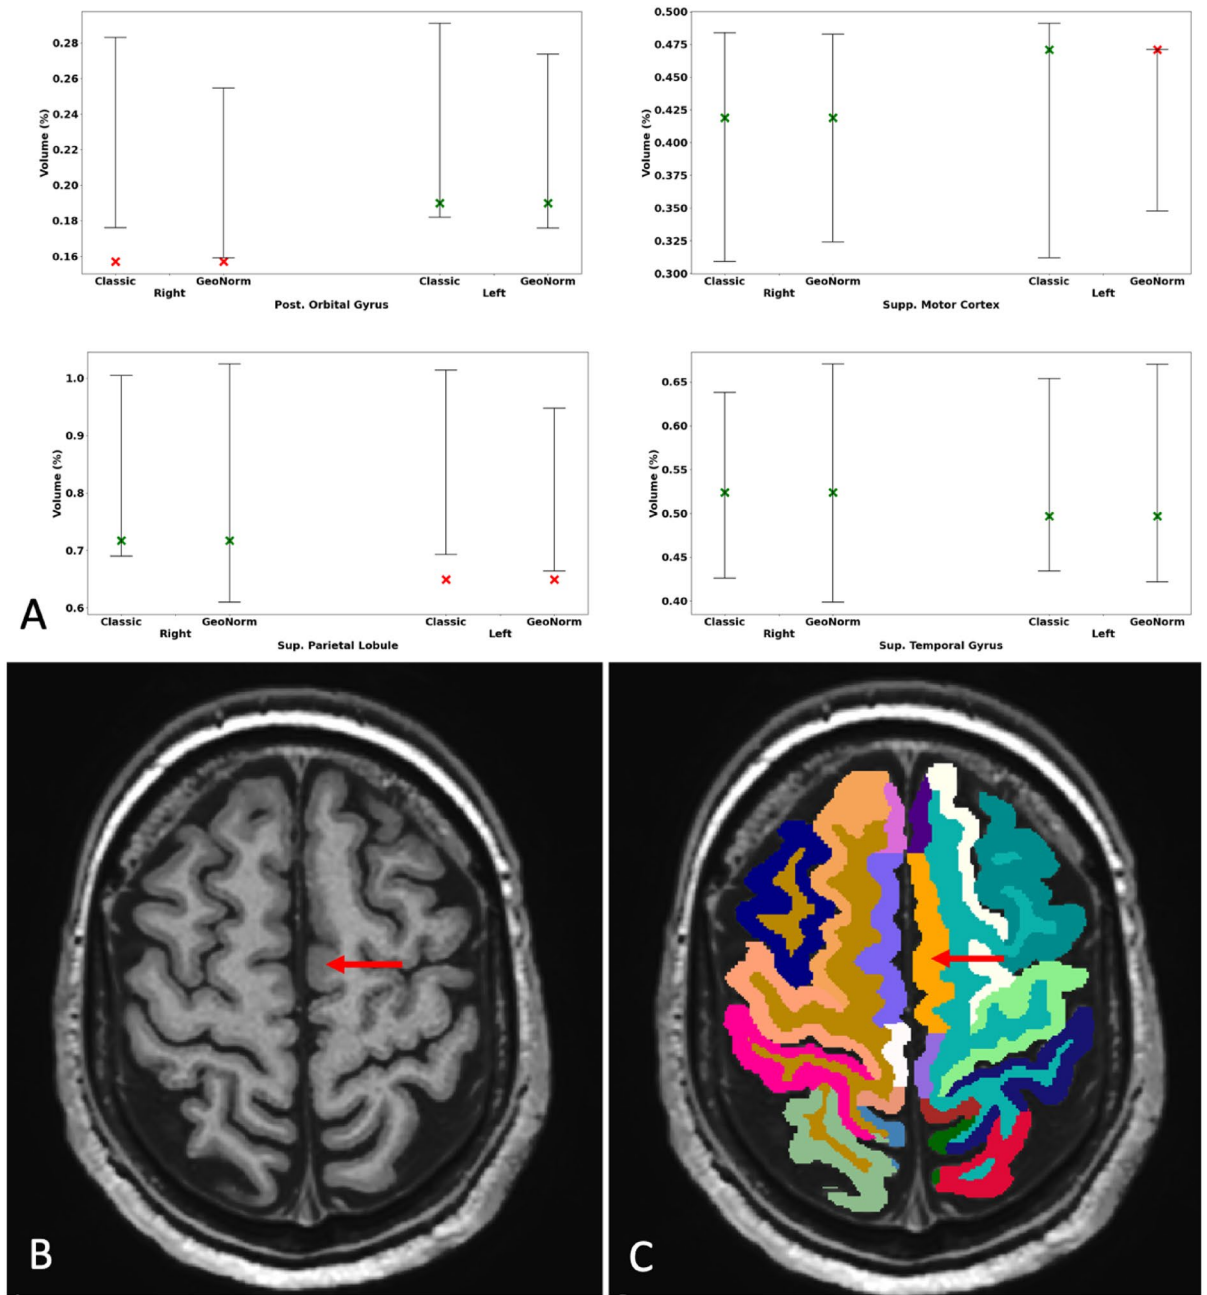 0.28
0.26
0.24
0.22
0.20
0.18
0.16
Volume (%)
Classic GeoNorm Classic GeoNorm
Right Left
Post. Orbital Gyrus
0.500
0.475
0.450
0.425
0.400
0.375
0.350
0.325
0.300
Volume (%)
Classic GeoNorm Classic GeoNorm
Right Left
Supp. Motor Cortex
1.0
0.9
0.8
0.7
0.6
Volume (%)
Classic GeoNorm Classic GeoNorm
Right Left
Sup. Parietal Lobule
0.65
0.60
0.55
0.50
0.45
0.40
Volume (%)
Classic GeoNorm Classic GeoNorm
Right Left
Sup. Temporal Gyrus
A
B
C